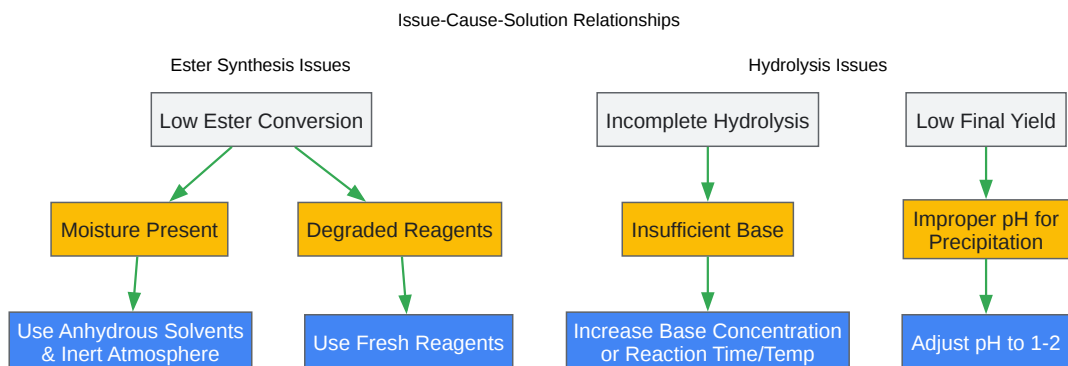 Issue-Cause-Solution Relationships
Ester Synthesis Issues
Hydrolysis Issues
Low Ester Conversion
Incomplete Hydrolysis
Low Final Yield
Moisture Present
Degraded Reagents
Insufficient Base
Improper pH for
Precipitation
Use Anhydrous Solvents
& Inert Atmosphere
Use Fresh Reagents
Increase Base Concentration
or Reaction Time/Temp
Adjust pH to 1-2